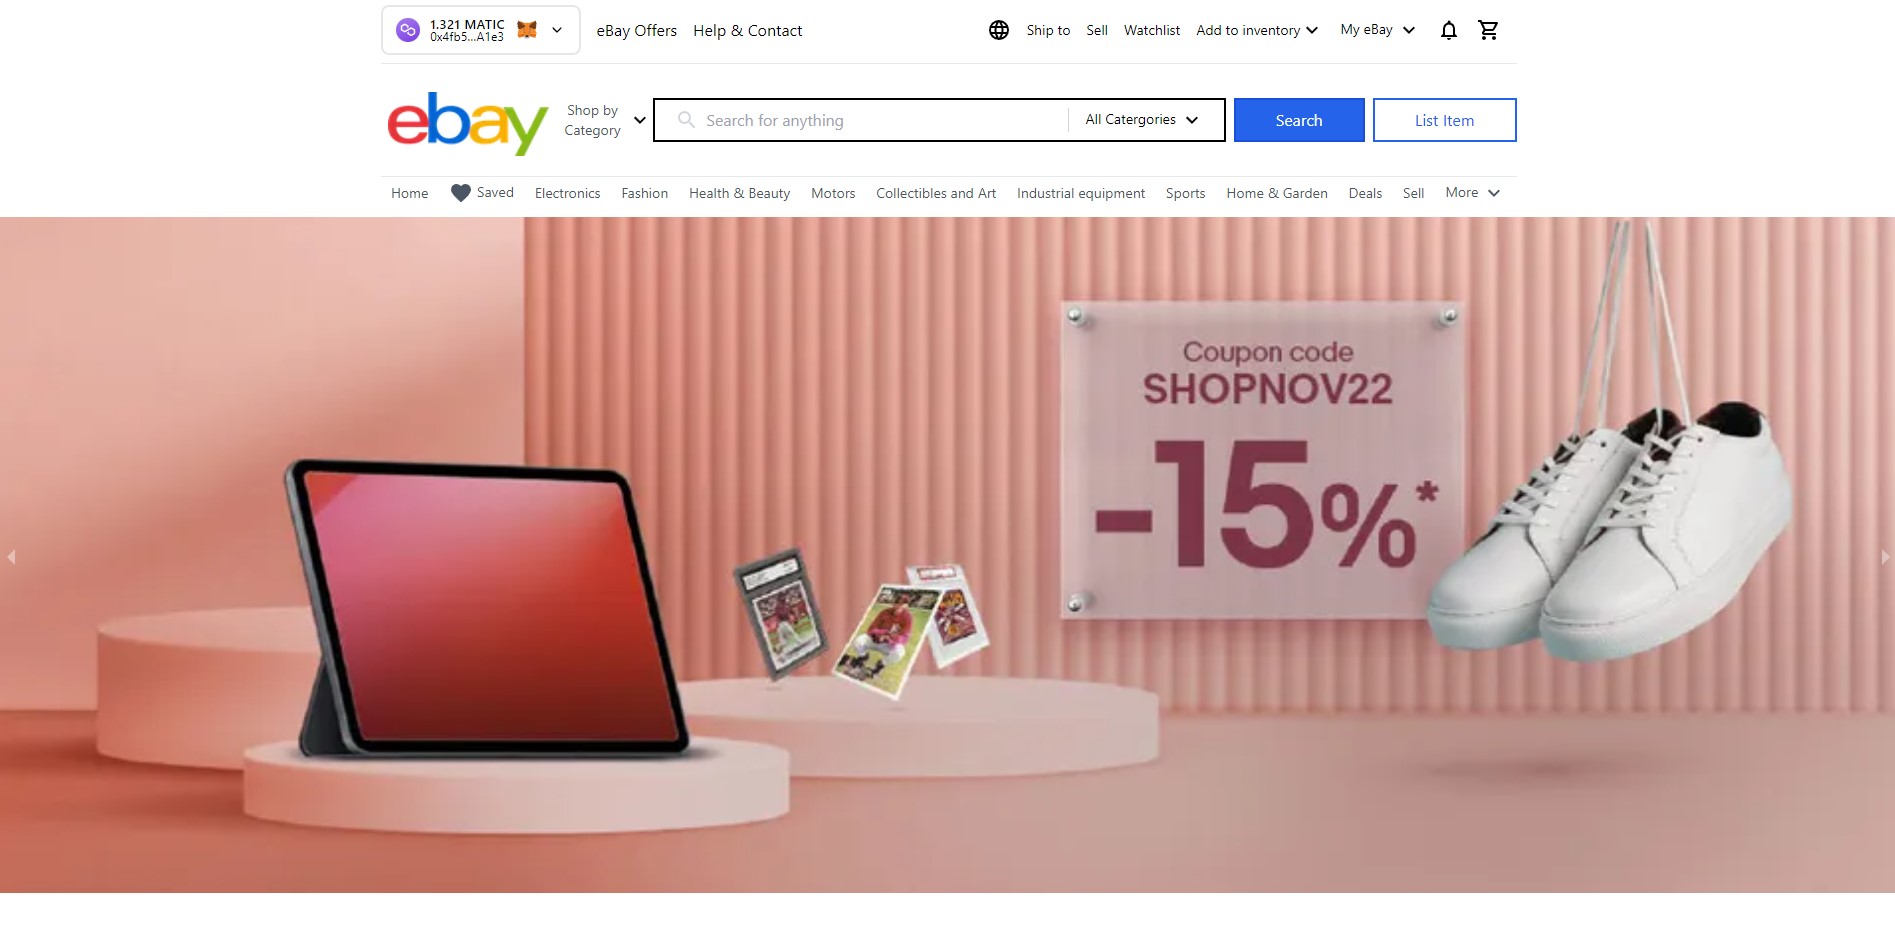 1.321 MATIC
0x4fb5...A1e3
eBay Offers
Help & Contact
Ship to
Sell
Watchlist
Add to inventory
My eBay
ebay
Shop by
Category
Search for anything
All Catergories
Search
List Item
Home
Saved
Electronics
Fashion
Health & Beauty
Motors
Collectibles and Art
Industrial equipment
Sports
Home & Garden
Deals
Sell
More
Coupon code
SHOPNOV22
-15%*